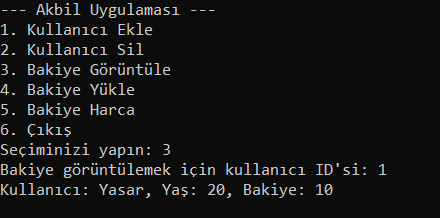 --- Akbil Uygulaması ---
1. Kullanıcı Ekle
2. Kullanıcı Sil
3. Bakiye Görüntüle
4. Bakiye Yükle
5. Bakiye Harca
6. Çıkış
Seçiminizi yapın: 3
Bakiye görüntülemek için kullanıcı ID'si: 1
Kullanıcı: Yasar, Yaş: 20, Bakiye: 10